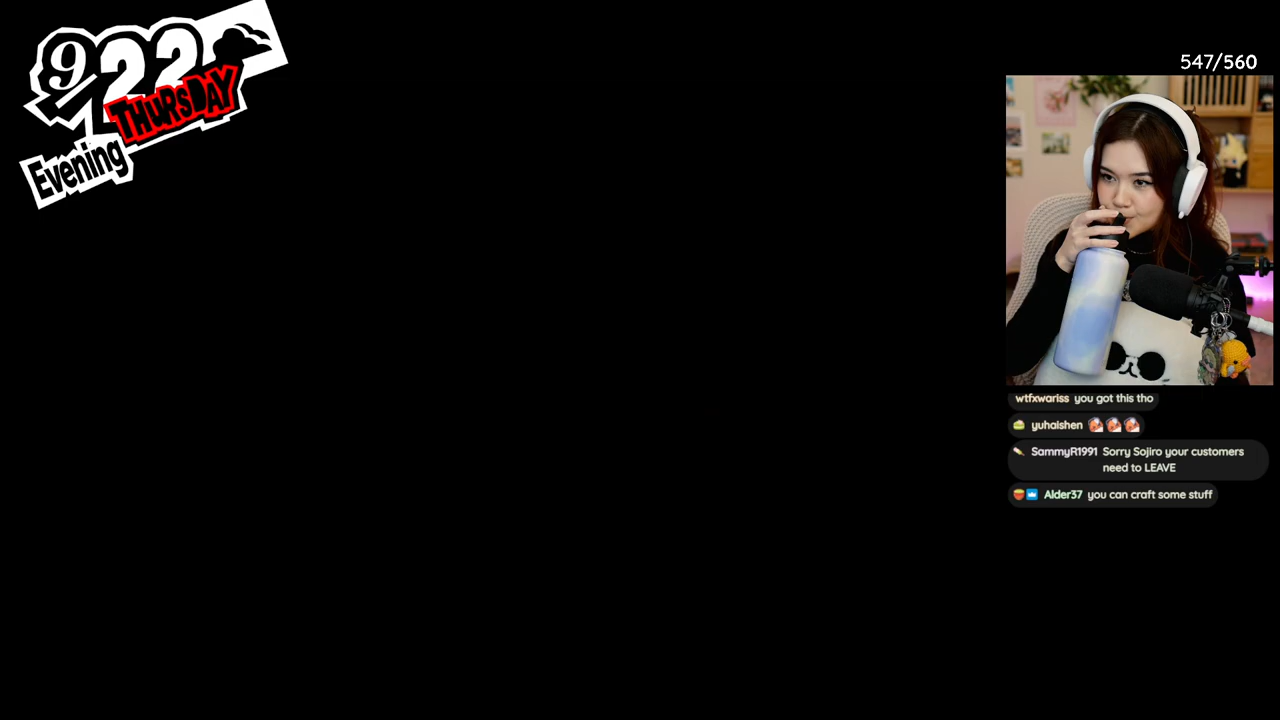 9/22
THURSDAY
Evening
547/560
wtfxwariss you got this tho
yuhaishen
SammyR1991 Sorry Sojiro your customers
need to LEAVE
Alder37 you can craft some stuff